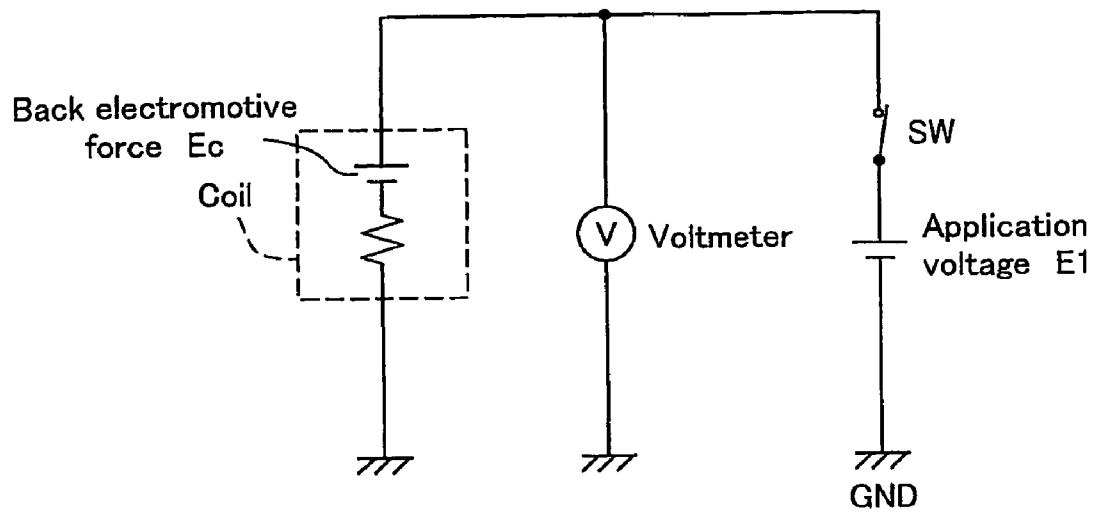 Back electromotive
force Ec
Coil
V
Voltmeter
SW
Application
voltage E1
GND